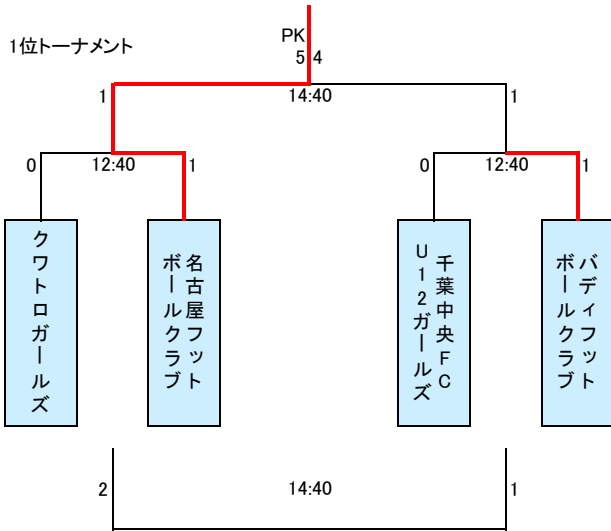 1位トーナメント
PK
5 4
1
14:40
1
0
12:40
1
0
12:40
1
クワトロガールズ
名古屋フット
ボールクラブ
千葉中央FC
U12ガールズ
バディフット
ボールクラブ
2
14:40
1